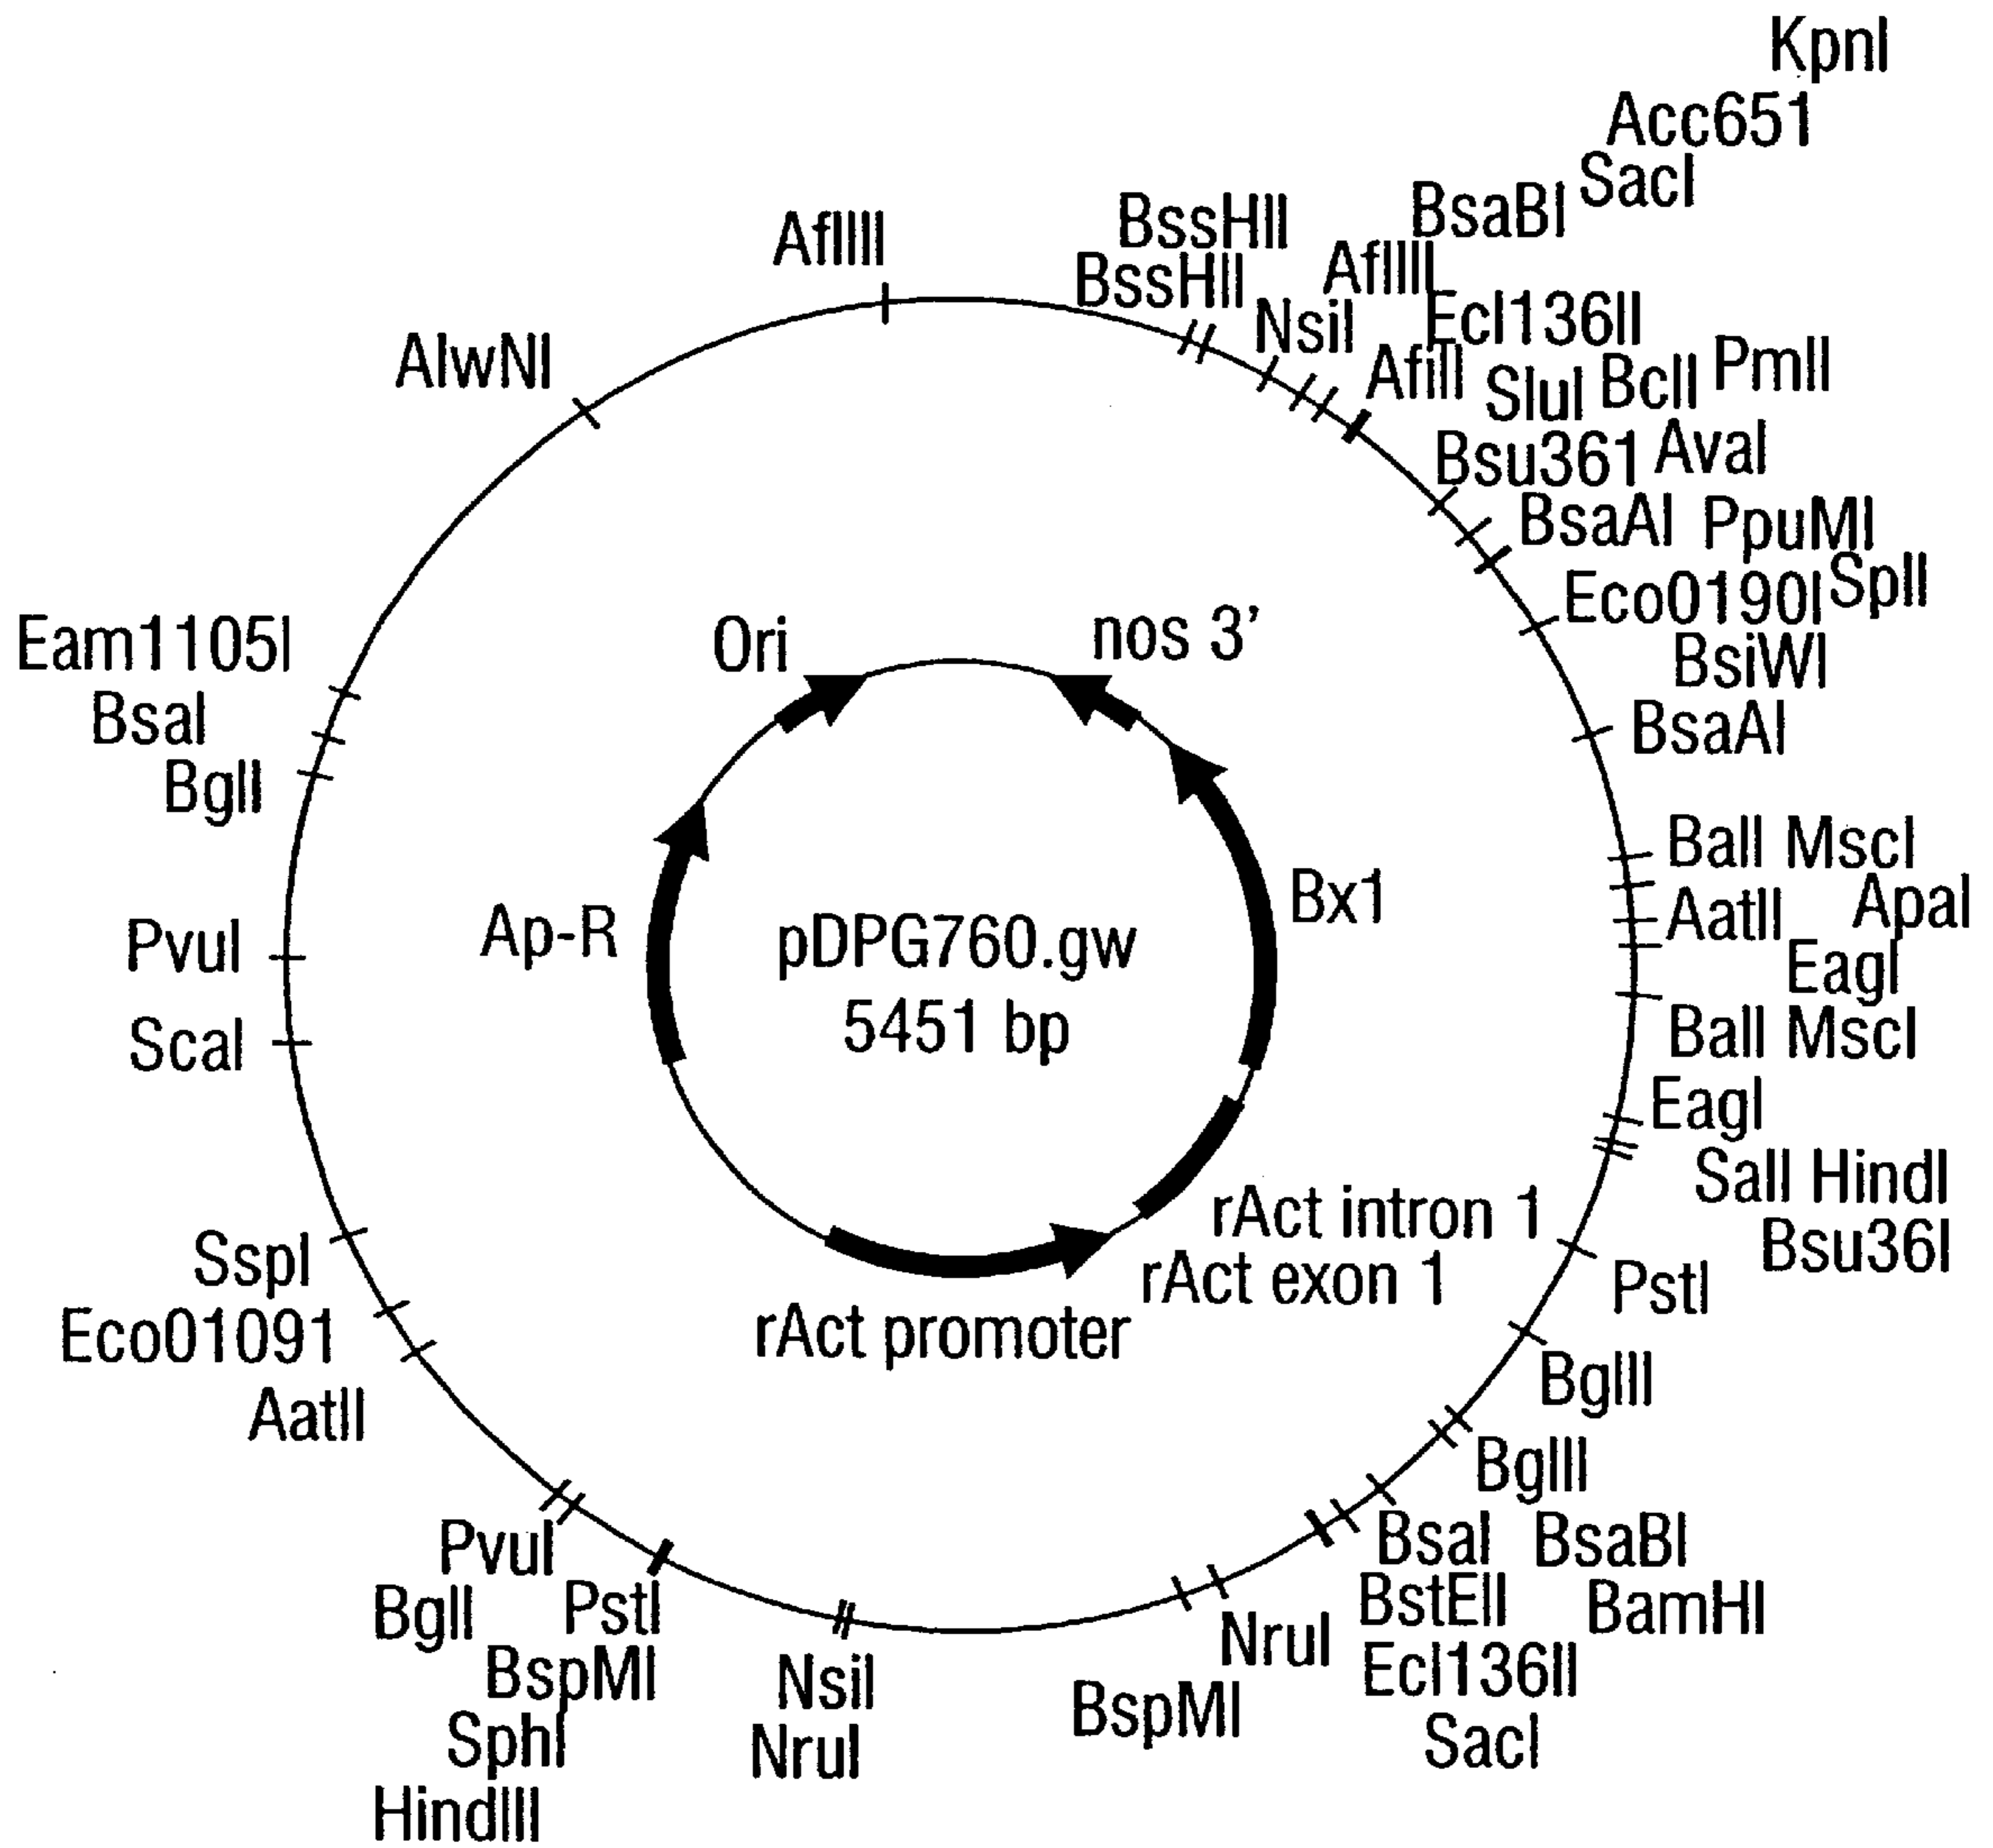 KpnI
Acc651
SacI
BsaBI
BssHII
AflIII
AflIII
BssHII
NsiI
Ecl136II
AfiII
SluI
BclI
PmlI
AlwNI
Bsu361
AvaI
BsaAI
PpuMI
Eco0190I
SplI
BsiWI
BsaAI
Eam1105I
BsaI
BglI
Ori
nos 3’
BalI MscI
AatII
ApaI
EagI
BalI MscI
EagI
SalI HindI
Bsu36I
Ap-R
pDPG760.gw
5451 bp
Bx1
PvuI
ScaI
rAct intron 1
rAct exon 1
rAct promoter
PstI
SspI
Eco01091
AatII
BglII
BglII
BsaI
BsaBI
BstEII
BamHI
Ecl136II
SacI
NruI
BspMI
PvuI
BglI
PstI
BspMI
SphI
HindIII
NsiI
NruI